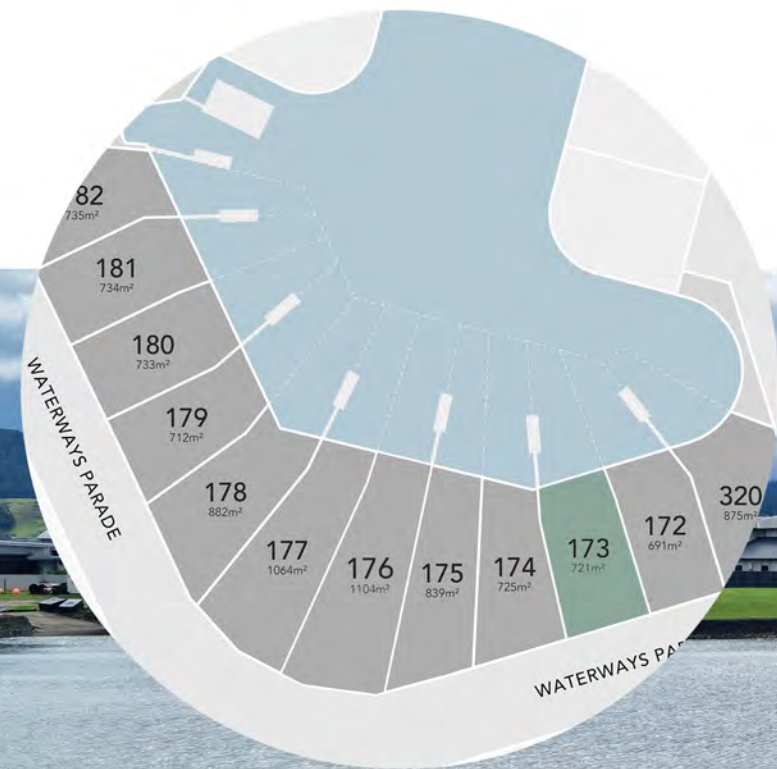 82
735m²
181
734m²
180
733m²
179
712m²
178
882m²
177
1064m²
176
1104m²
175
839m²
174
725m²
173
721m²
172
691m²
320
875m²
WATERWAYS PARADE
WATERWAYS